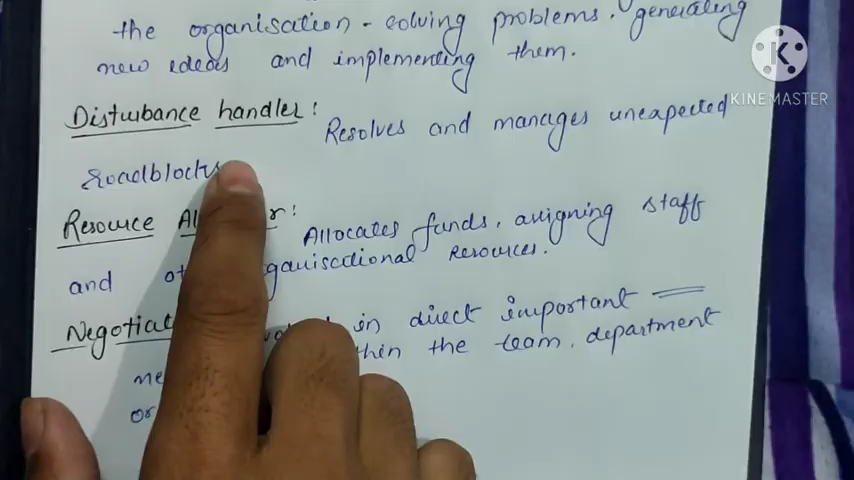 the organisation - solving problems, generating
new ideas and implementing them.
Disturbance handler: Resolves and manages unexpected
roadblocks
Resource r: Allocates funds, assigning staff
and organisational resources.
in direct important
the team, department
KINEMASTER